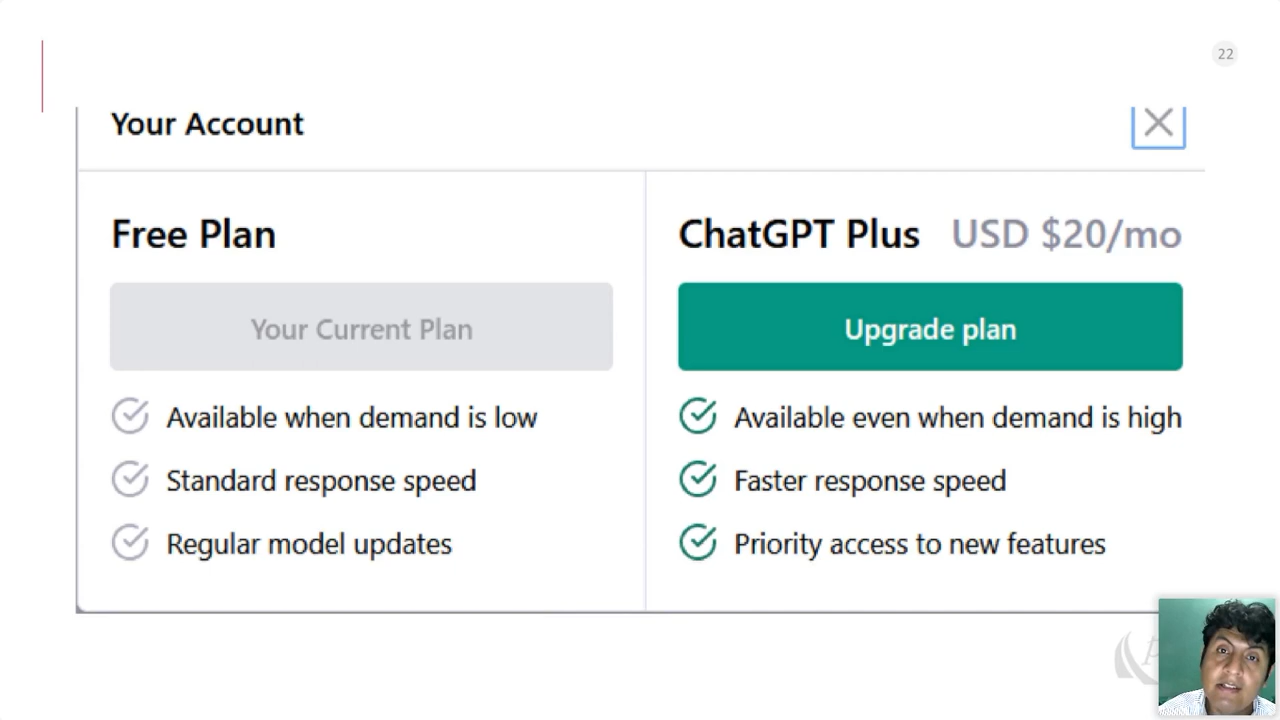 22
Your Account
Free Plan
ChatGPT Plus USD $20/mo
Your Current Plan
Upgrade plan
Available when demand is low
Available even when demand is high
Standard response speed
Faster response speed
Regular model updates
Priority access to new features